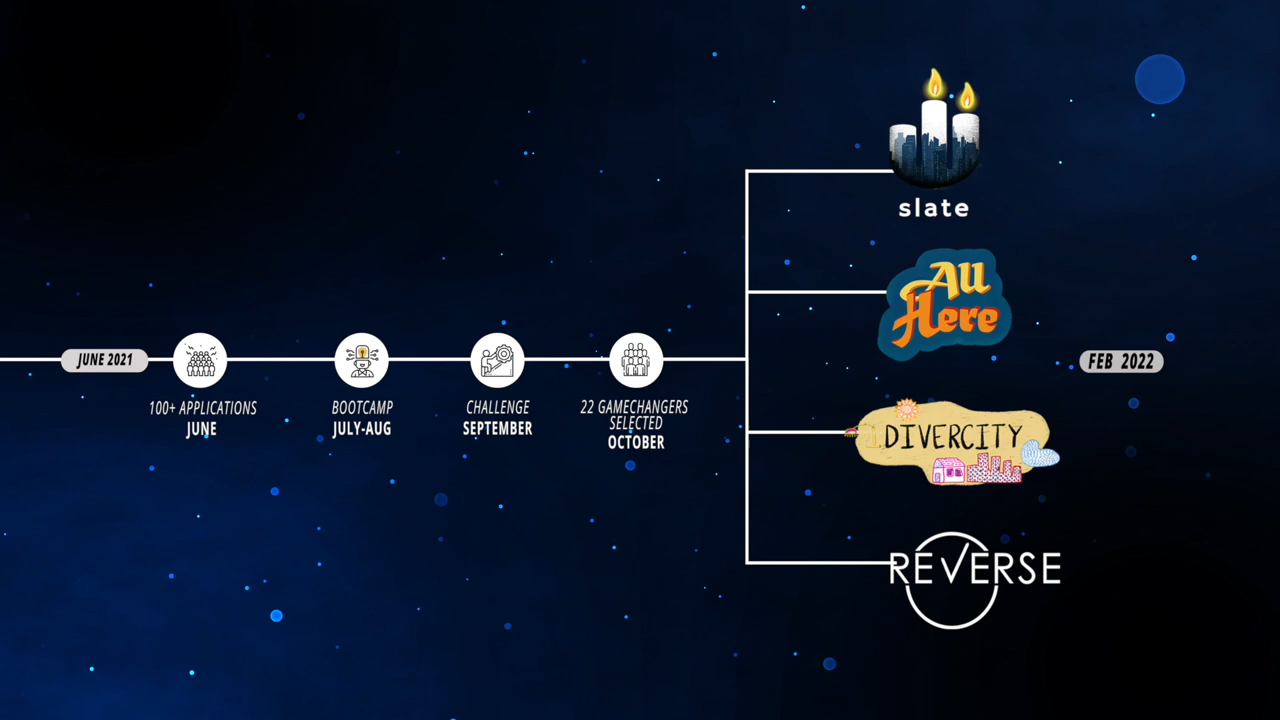 JUNE 2021
100+ APPLICATIONS
JUNE
BOOTCAMP
JULY-AUG
CHALLENGE
SEPTEMBER
22 GAMECHANGERS
SELECTED
OCTOBER
slate
All
Here
DIVERCITY
REVERSE
FEB 2022